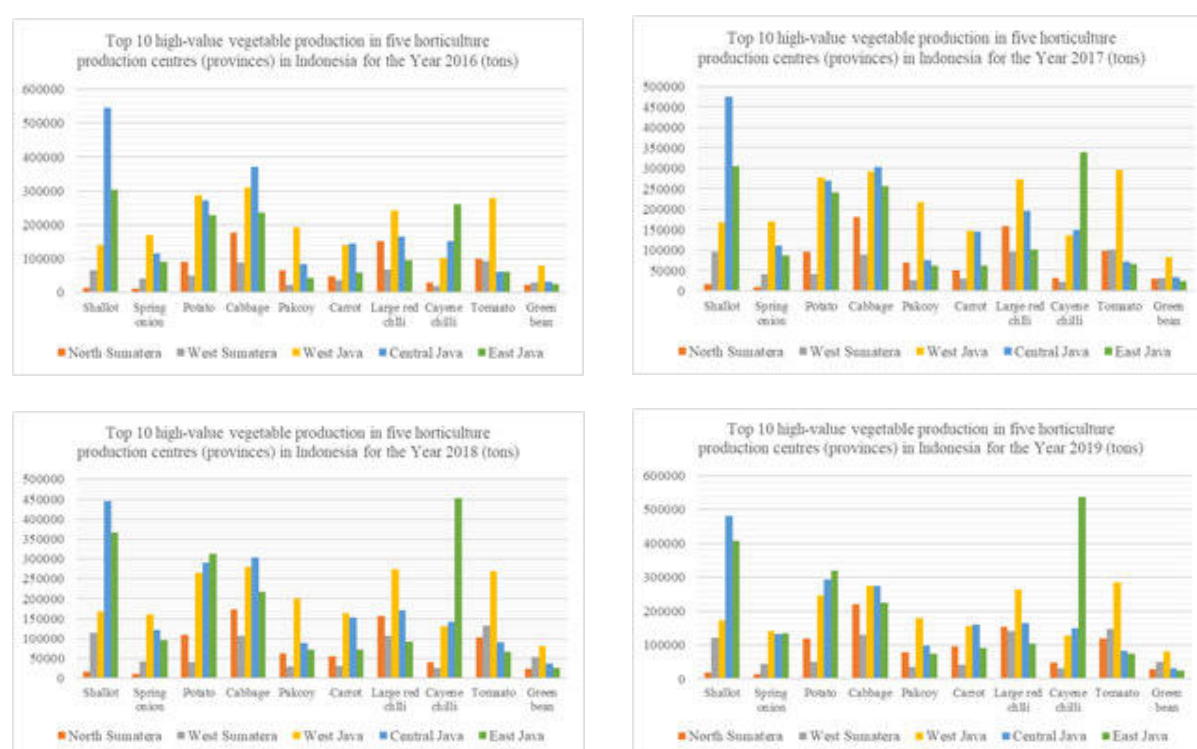 Top 10 high-value vegetable production in five horticulture
production centres (provinces) in Indonesia for the Year 2016 (tons)
600000
500000
400000
300000
200000
100000
0
Shallot Spring onion Potato Cabbage Pakcoy Carrot Large red chlli Cayene chilli Tomaato Green bean
North Sumatera West Sumatera West Java Central Java East Java
Top 10 high-value vegetable production in five horticulture
production centres (provinces) in Indonesia for the Year 2017 (tons)
500000
450000
400000
350000
300000
250000
200000
150000
100000
50000
0
Shallot Spring onion Potato Cabbage Pakcoy Carrot Large red chlli Cayene chilli Tomaato Green bean
North Sumatera West Sumatera West Java Central Java East Java
Top 10 high-value vegetable production in five horticulture
production centres (provinces) in Indonesia for the Year 2018 (tons)
500000
450000
400000
350000
300000
250000
200000
150000
100000
50000
0
Shallot Spring onion Potato Cabbage Pakcoy Carrot Large red chlli Cayene chilli Tomaato Green bean
North Sumatera West Sumatera West Java Central Java East Java
Top 10 high-value vegetable production in five horticulture
production centres (provinces) in Indonesia for the Year 2019 (tons)
600000
500000
400000
300000
200000
100000
0
Shallot Spring onion Potato Cabbage Pakcoy Carrot Large red chlli Cayene chilli Tomaato Green bean
North Sumatera West Sumatera West Java Central Java East Java